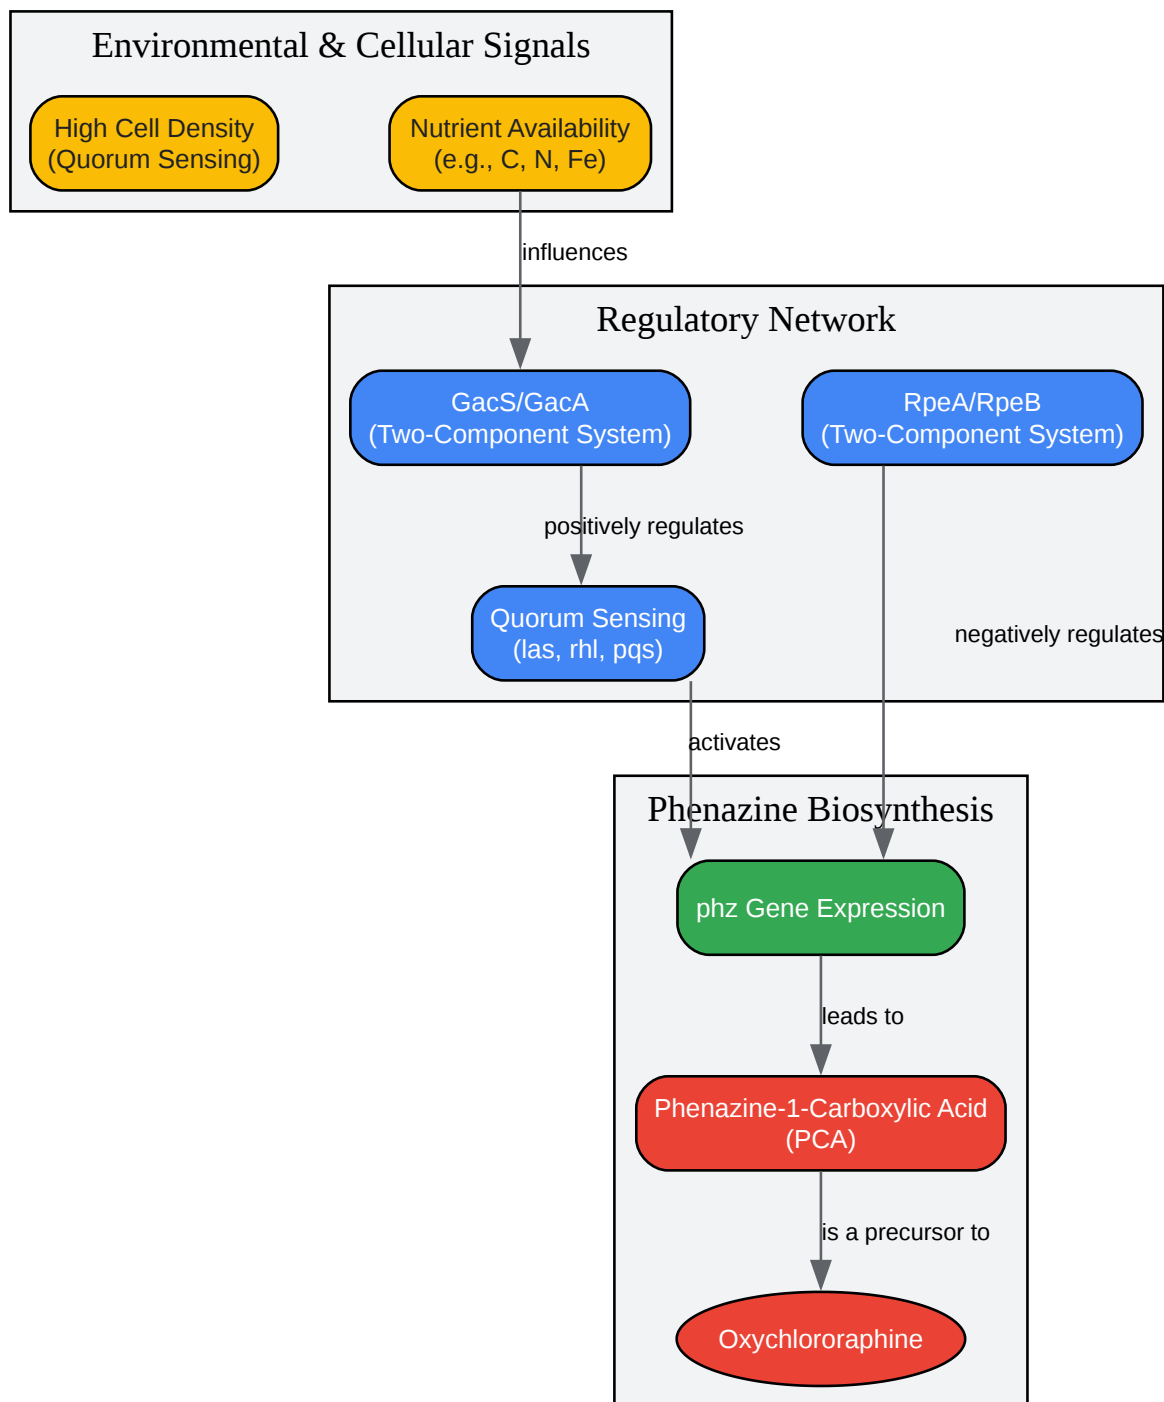 Environmental & Cellular Signals
High Cell Density
(Quorum Sensing)
Nutrient Availability
(e.g., C, N, Fe)
influences
Regulatory Network
GacS/GacA
(Two-Component System)
RpeA/RpeB
(Two-Component System)
positively regulates
Quorum Sensing
(las, rhl, pqs)
negatively regulates
activates
Phenazine Biosynthesis
phz Gene Expression
leads to
Phenazine-1-Carboxylic Acid
(PCA)
is a precursor to
Oxychlororaphine